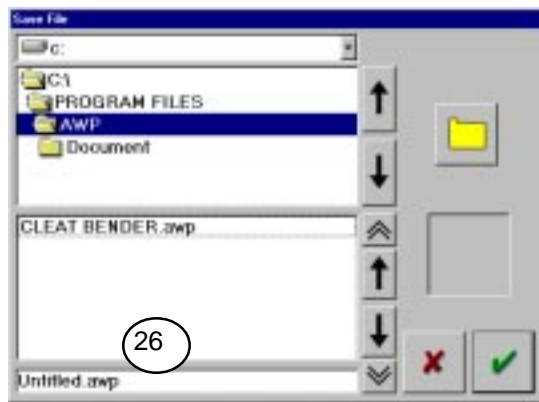 Save File
c:
C:\
PROGRAM FILES
AWP
Document
CLEAT BENDER.awp
26
Untitled.awp